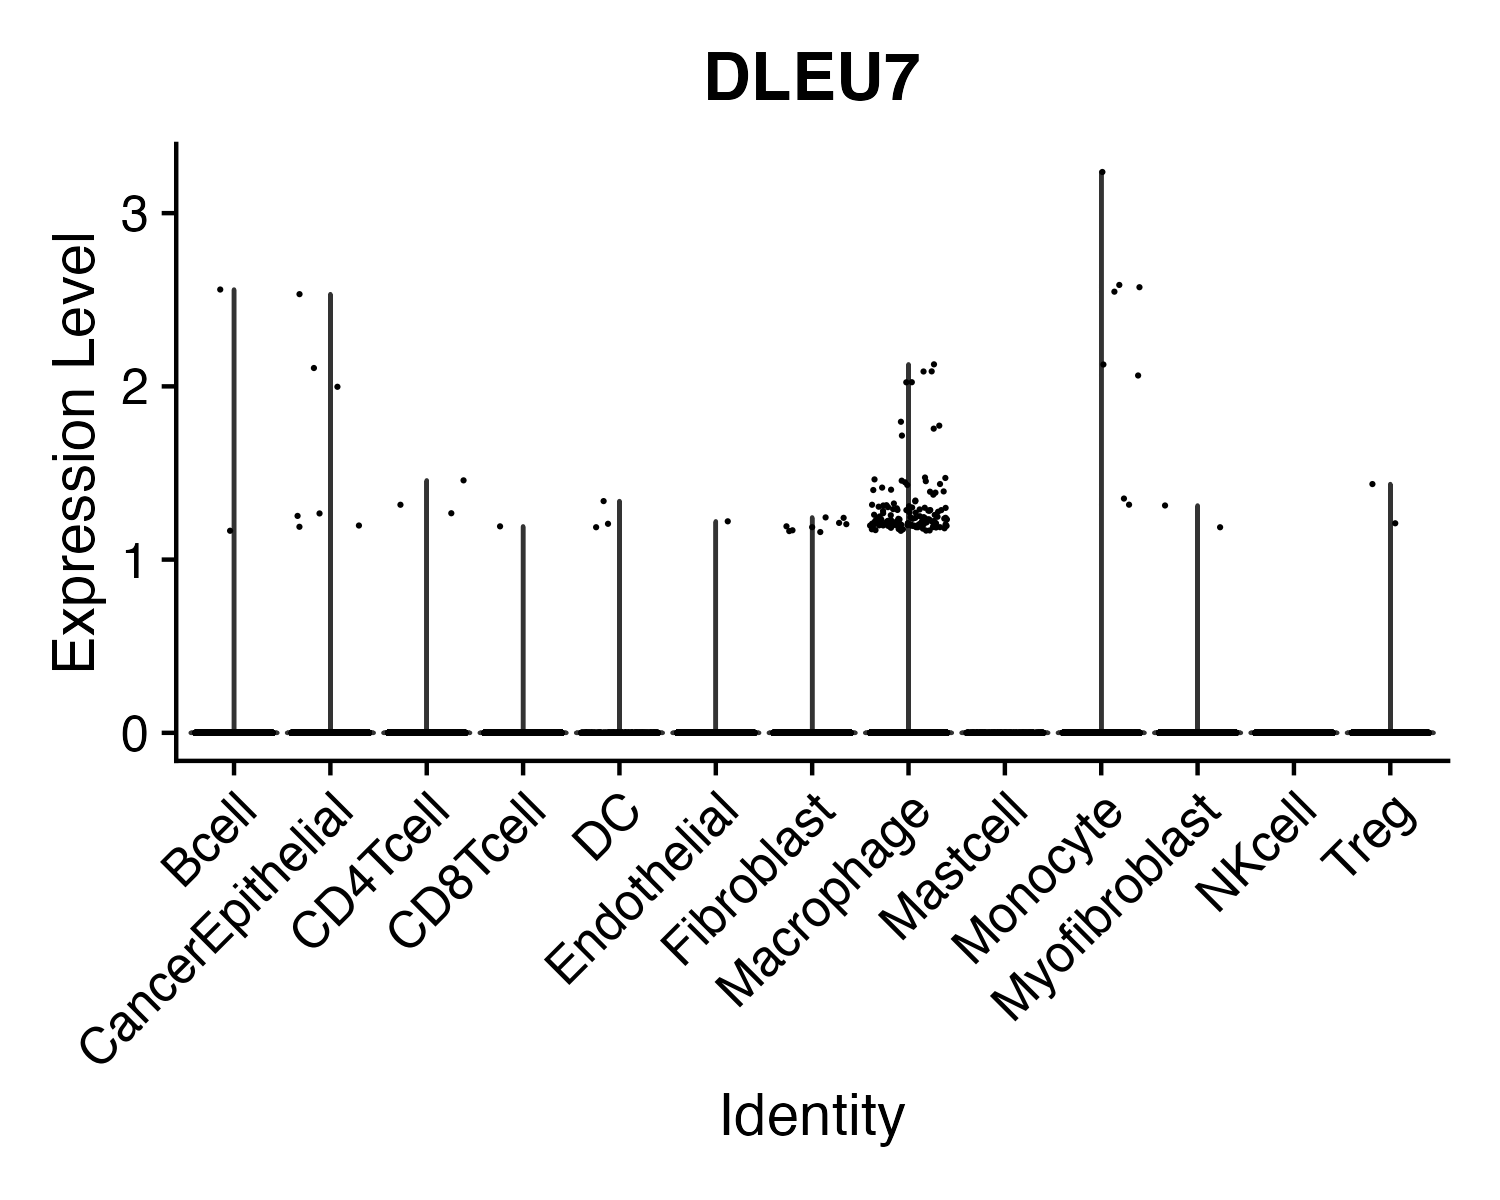 DLEU7
Expression Level
3
2
1
0
Bcell
CancerEpithelial
CD4Tcell
CD8Tcell
DC
Endothelial
Fibroblast
Macrophage
Mastcell
Monocyte
Myofibroblast
NKcell
Treg
Identity